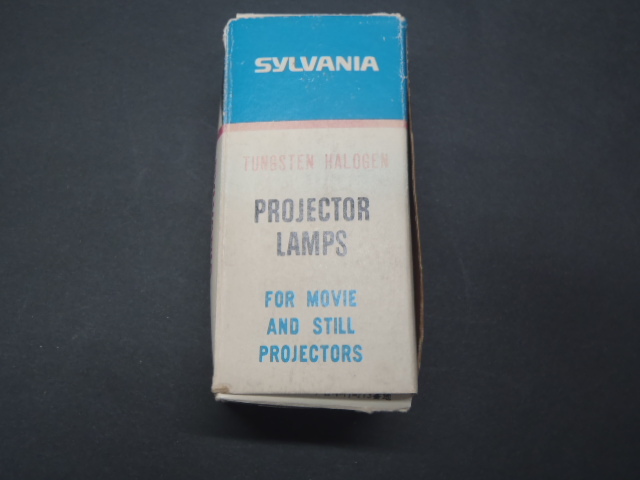 SYLVANIA
TUNGSTEN HALOGEN
PROJECTOR
LAMPS
FOR MOVIE
AND STILL
PROJECTORS